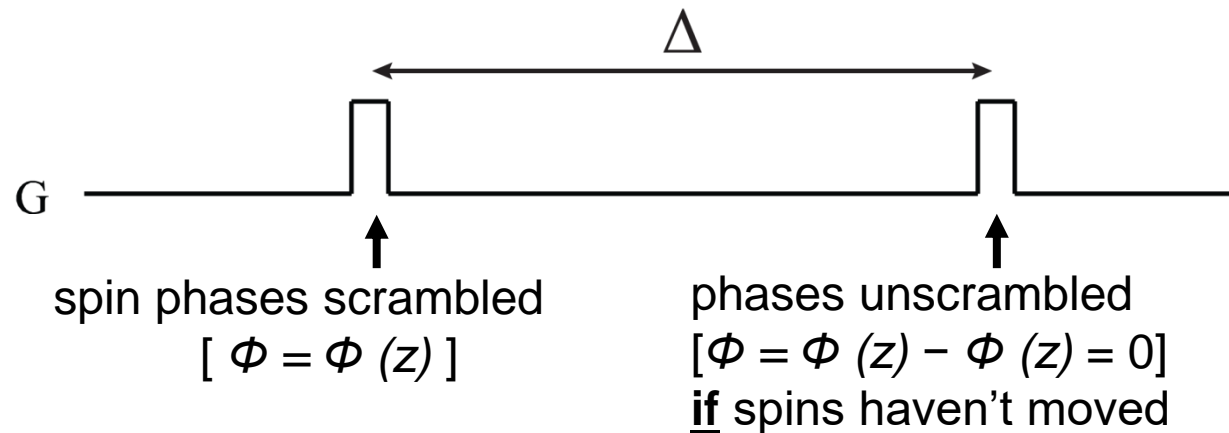 Δ
G
spin phases scrambled
[ Φ = Φ (z) ]
phases unscrambled
[Φ = Φ (z) − Φ (z) = 0]
if spins haven't moved